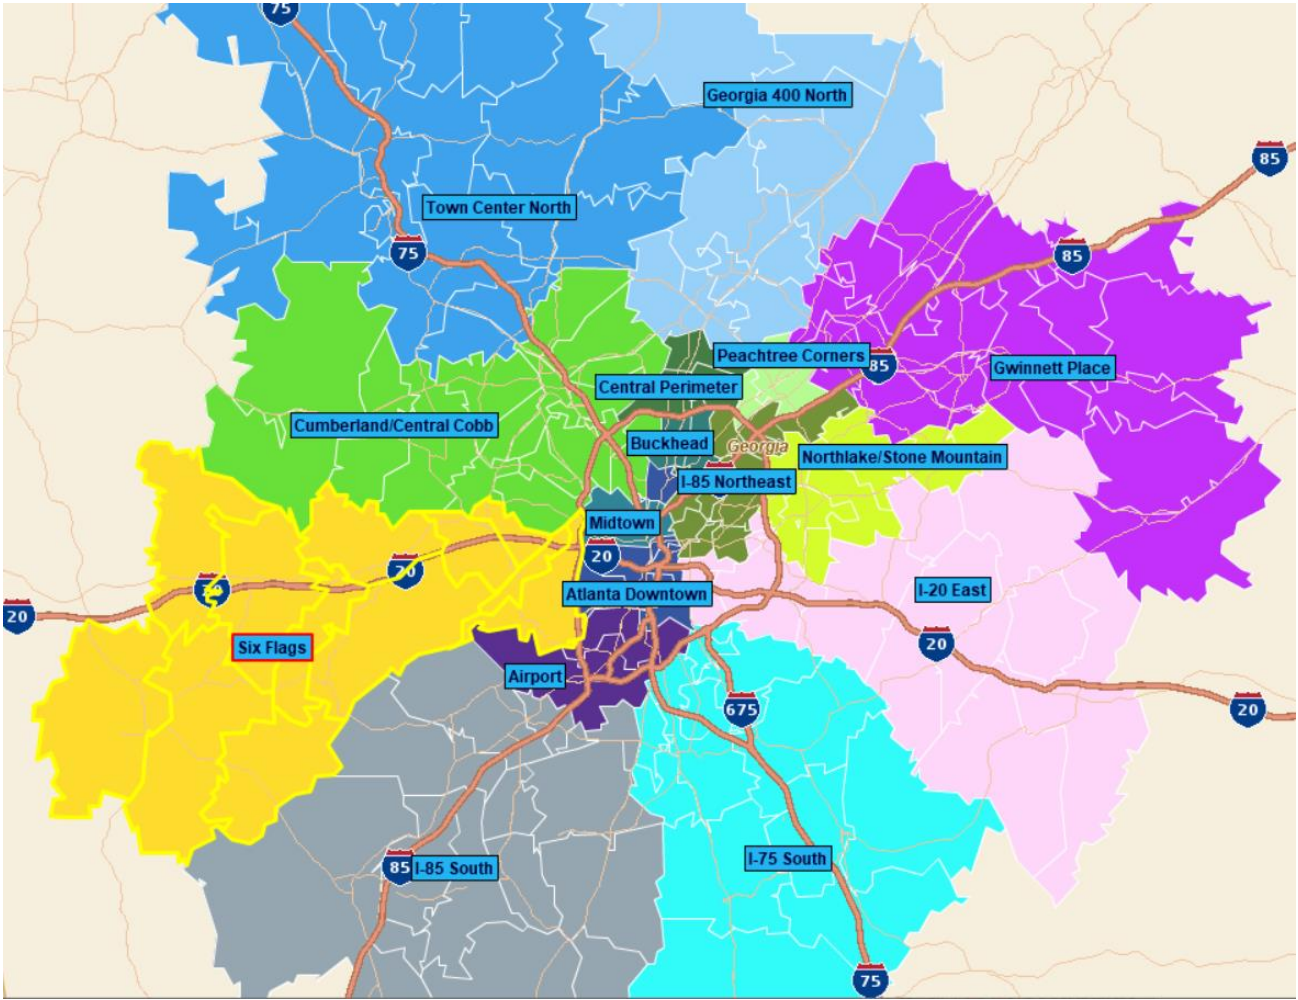 75
Georgia 400 North
85
Town Center North
75
85
Peachtree Corners
85
Gwinnett Place
Central Perimeter
Cumberland/Central Cobb
Buckhead
Georgia
Northlake/Stone Mountain
I-85 Northeast
Midtown
20
20
20
I-20 East
Atlanta Downtown
20
Six Flags
20
Airport
675
20
I-75 South
85
I-85 South
75